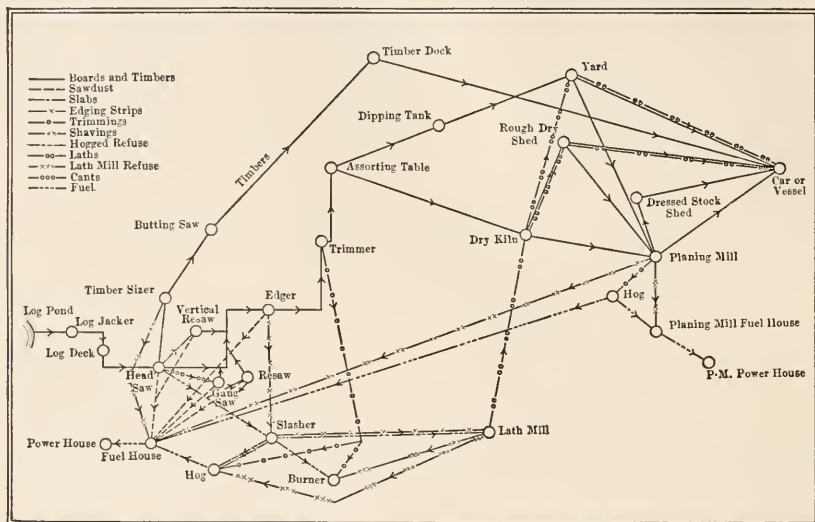 Boards and Timbers
Sawdust
Slabs
Edging Strips
Trimmings
Shavings
Hogged Refuse
Laths
Lath Mill Refuse
Cants
Fuel.
Timber Dock
Yard
Dipping Tank
Rough Dry
Shed
Timbers
Assorting Table
Car or
Vessel
Dressed Stock
Shed
Butting Saw
Trimmer
Dry Kiln
Planing Mill
Timber Sizer
Edger
Hog
Log Pond
Log Jacker
Vertical
Resaw
Planing Mill Fuel House
Log Deck
Head
Saw
Gang
Saw
Resaw
P.M. Power House
Slasher
Lath Mill
Power House
Fuel House
Hog
Burner